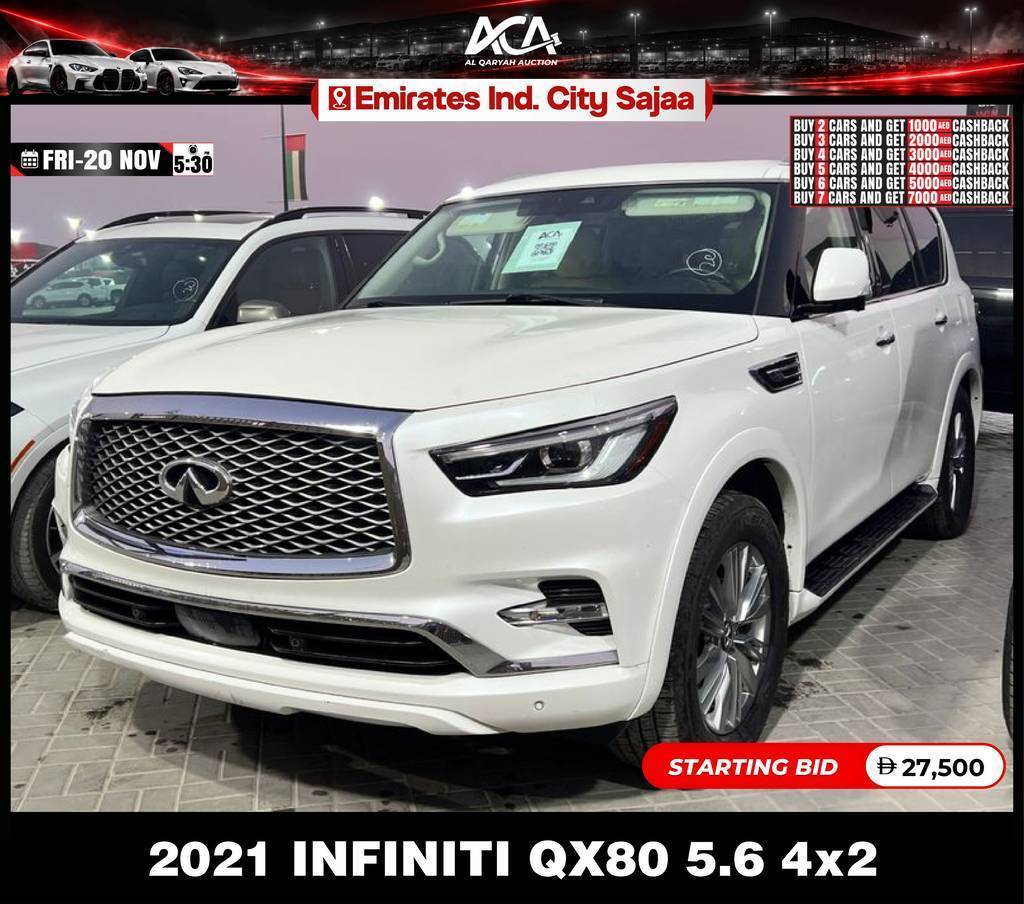 ACA
AL QARYAH AUCTION
Emirates Ind. City Sajaa
FRI-20 NOV 5:30
BUY 2 CARS AND GET 1000 AED CASHBACK
BUY 3 CARS AND GET 2000 AED CASHBACK
BUY 4 CARS AND GET 3000 AED CASHBACK
BUY 5 CARS AND GET 4000 AED CASHBACK
BUY 6 CARS AND GET 5000 AED CASHBACK
BUY 7 CARS AND GET 7000 AED CASHBACK
ACA
20
20
STARTING BID 27,500
2021 INFINITI QX80 5.6 4x2